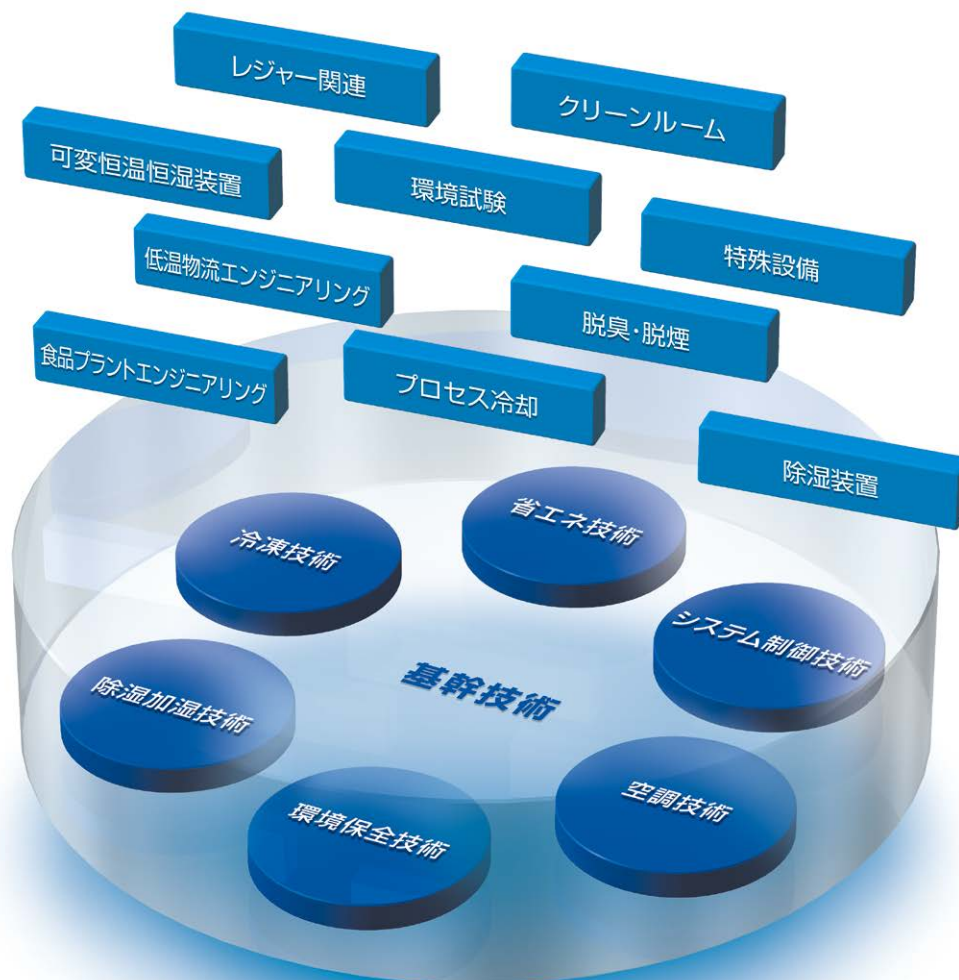 レジャー関連
クリーンルーム
可変恒温恒湿装置
環境試験
特殊設備
低温物流エンジニアリング
脱臭・脱煙
食品プラントエンジニアリング
プロセス冷却
除湿装置
冷凍技術
省エネ技術
システム制御技術
基幹技術
除湿加湿技術
空調技術
環境保全技術